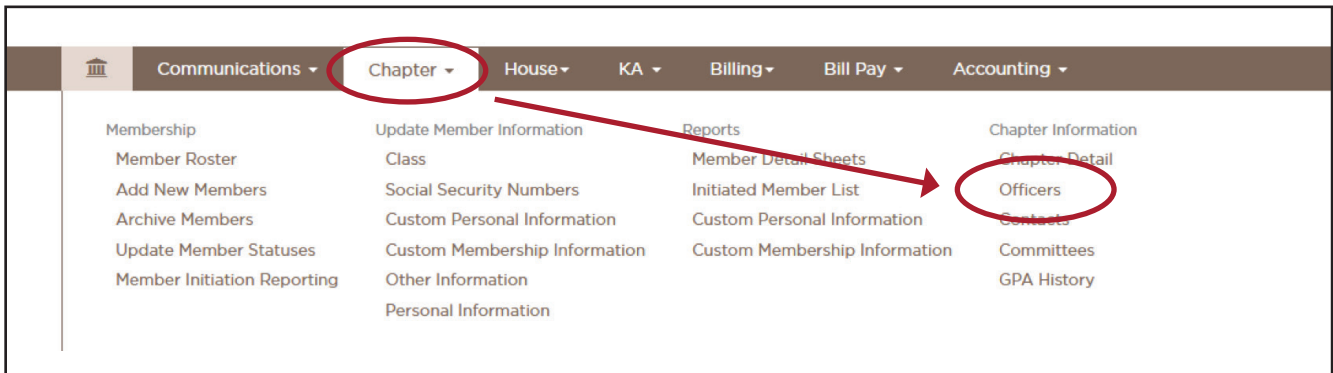 Communications Chapter House KA Billing Bill Pay Accounting
Membership
Member Roster
Add New Members
Archive Members
Update Member Statuses
Member Initiation Reporting
Update Member Information
Class
Social Security Numbers
Custom Personal Information
Custom Membership Information
Other Information
Personal Information
Reports
Member Detail Sheets
Initiated Member List
Custom Personal Information
Custom Membership Information
Chapter Information
Chapter Detail
Officers
Contacts
Committees
GPA History